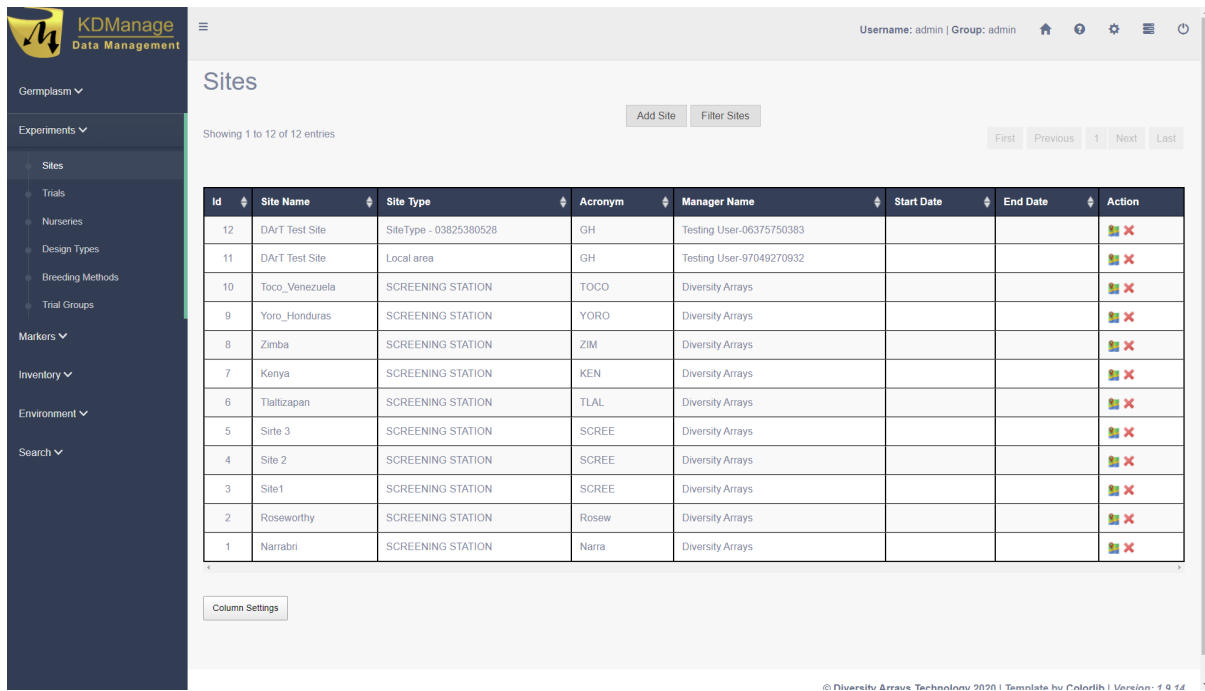 KDManage
Data Management
Username: admin | Group: admin
Germplasm
Experiments
Sites
Trials
Nurseries
Design Types
Breeding Methods
Trial Groups
Markers
Inventory
Environment
Search
Sites
Add Site Filter Sites
Showing 1 to 12 of 12 entries
First Previous 1 Next Last
Id Site Name Site Type Acronym Manager Name Start Date End Date Action
12 DArT Test Site SiteType - 03825380528 GH Testing User-06375750383
11 DArT Test Site Local area GH Testing User-97049270932
10 Toco_Venezuela SCREENING STATION TOCO Diversity Arrays
9 Yoro_Honduras SCREENING STATION YORO Diversity Arrays
8 Zimba SCREENING STATION ZIM Diversity Arrays
7 Kenya SCREENING STATION KEN Diversity Arrays
6 Tlaltizapan SCREENING STATION TLAL Diversity Arrays
5 Sirte 3 SCREENING STATION SCREE Diversity Arrays
4 Site 2 SCREENING STATION SCREE Diversity Arrays
3 Site1 SCREENING STATION SCREE Diversity Arrays
2 Roseworthy SCREENING STATION Rosew Diversity Arrays
1 Narrabri SCREENING STATION Narra Diversity Arrays
Column Settings
© Diversity Arrays Technology 2020 | Template by Colorlib | Version: 1.9.14